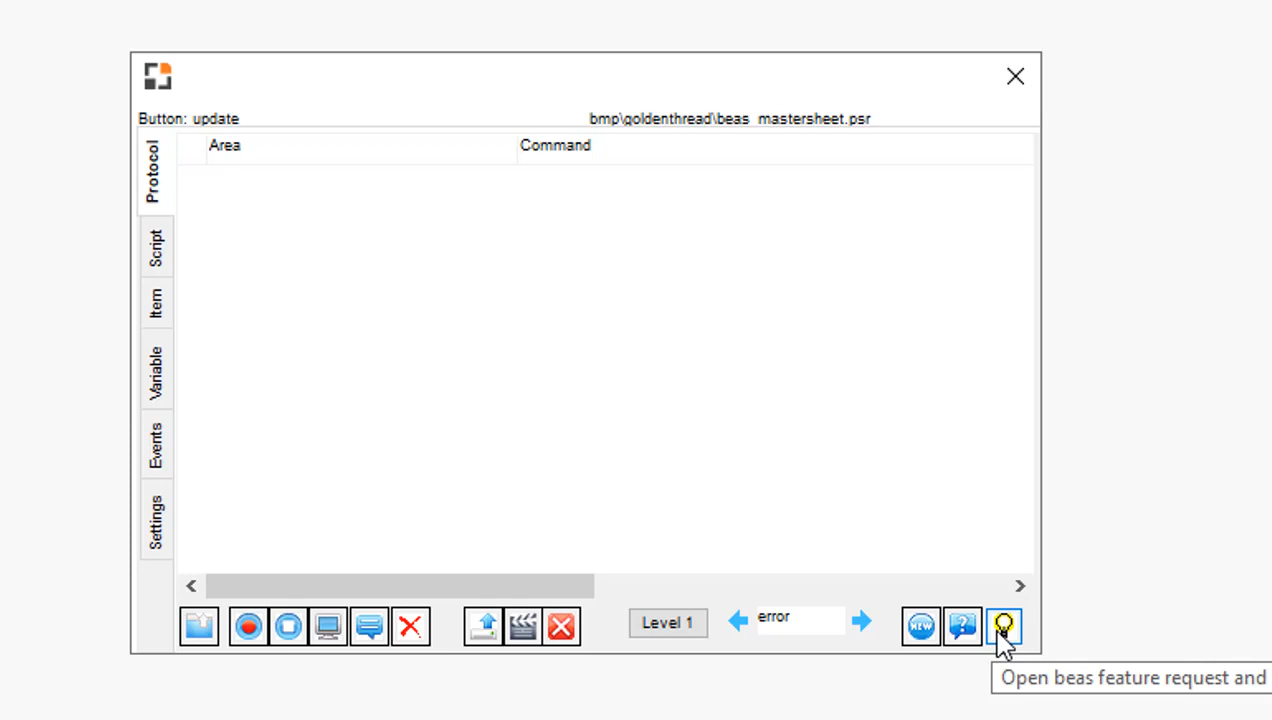 Button: update
bmp\goldenthread\beas_mastersheet.psr
Area
Command
Protocol
Script
Item
Variable
Events
Settings
Level 1
error
NEW
?
Open beas feature request and